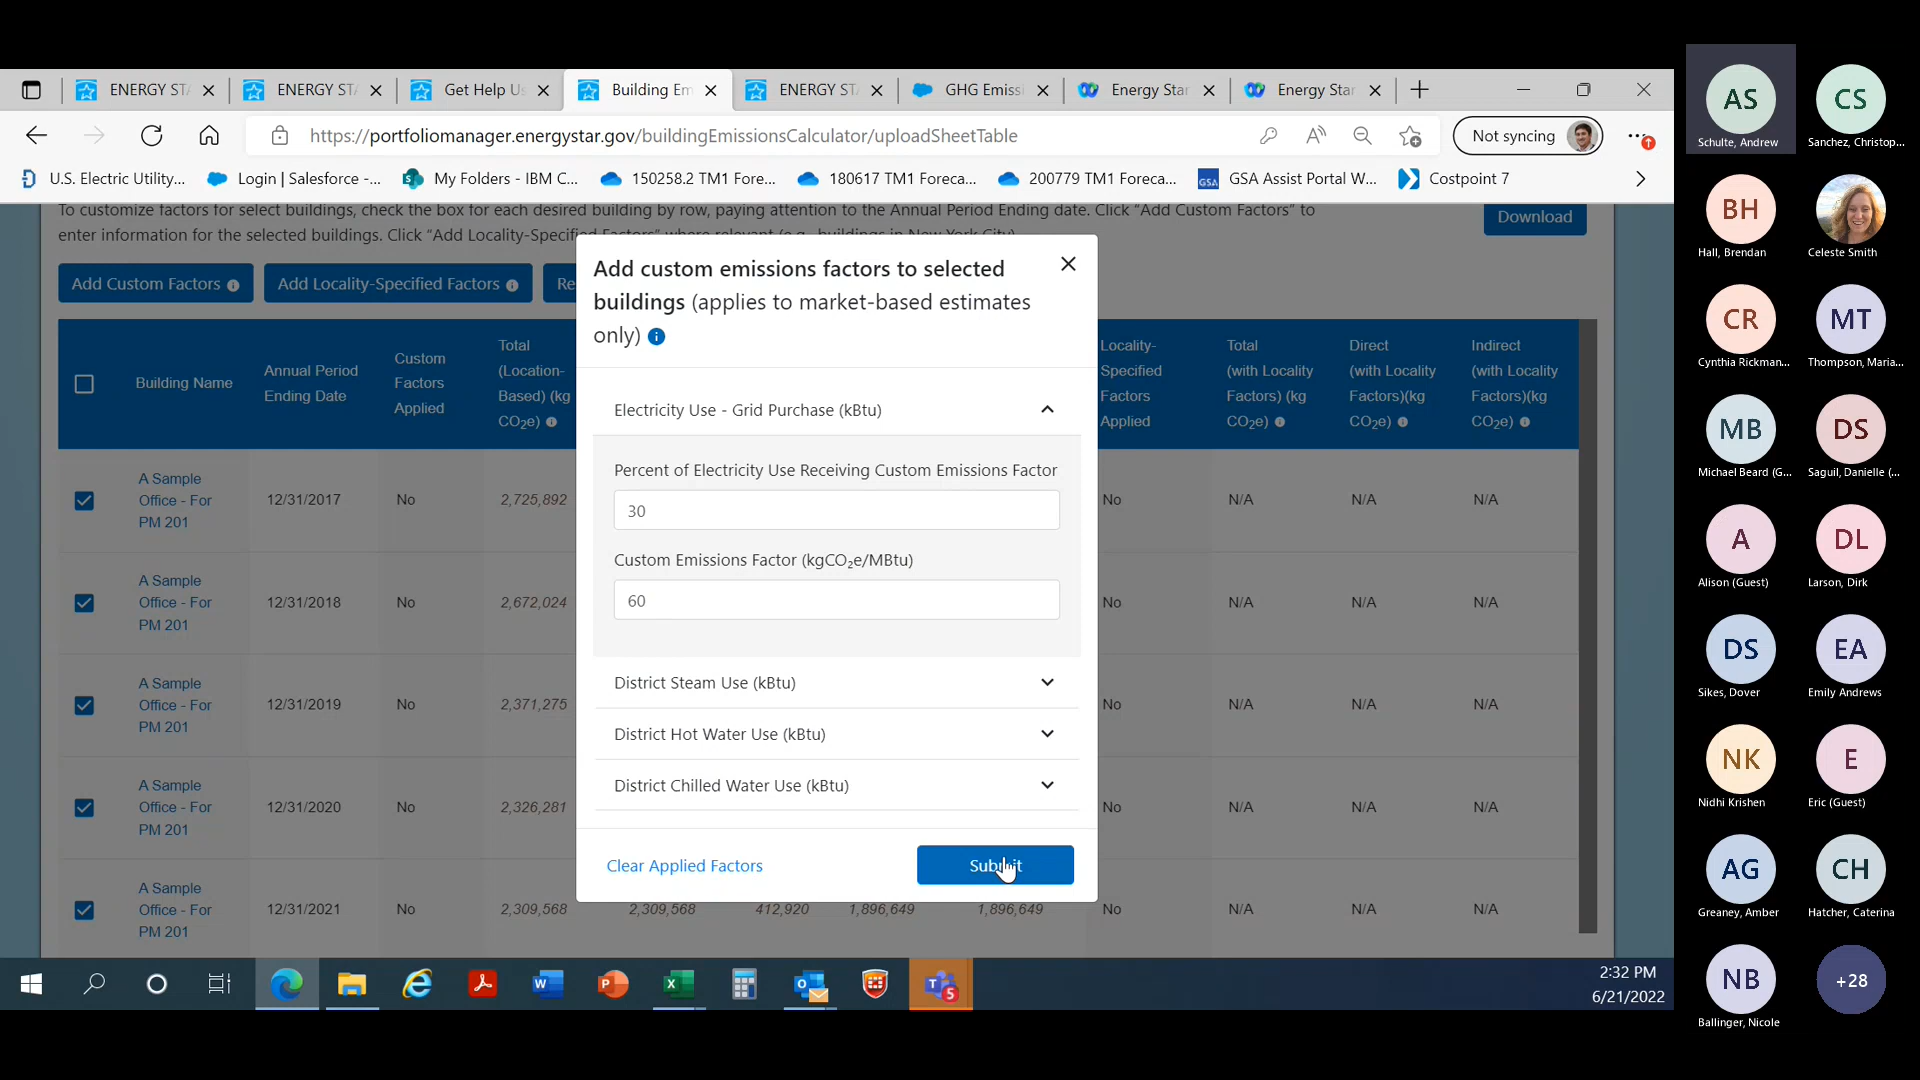 ENERGY ST
ENERGY ST
Get Help U
Building Em
ENERGY ST
GHG Emiss
Energy Star
Energy Star
https://portfoliomanager.energystar.gov/buildingEmissionsCalculator/uploadSheetTable
Not syncing
U.S. Electric Utility...
Login | Salesforce -...
My Folders - IBM C...
150258.2 TM1 Fore...
180617 TM1 Foreca...
200779 TM1 Foreca...
GSA
GSA Assist Portal W...
Costpoint 7
To customize factors for select buildings, check the box for each desired building by row, paying attention to the Annual Period Ending date. Click "Add Custom Factors" to
enter information for the selected buildings. Click "Add Locality-Specified Factors" where relevant (e.g., buildings in New York City)
Download
Add Custom Factors
Add Locality-Specified Factors
Re
Building Name
Annual Period
Ending Date
Custom
Factors
Applied
Total
(Location-
Based) (kg
CO₂e)
Locality-
Specified
Factors
Applied
Total
(with Locality
Factors) (kg
CO₂e)
Direct
(with Locality
Factors)(kg
CO₂e)
Indirect
(with Locality
Factors)(kg
CO₂e)
A Sample
Office - For
PM 201
12/31/2017
No
2,725,892
No
N/A
N/A
N/A
A Sample
Office - For
PM 201
12/31/2018
No
2,672,024
No
N/A
N/A
N/A
A Sample
Office - For
PM 201
12/31/2019
No
2,371,275
No
N/A
N/A
N/A
A Sample
Office - For
PM 201
12/31/2020
No
2,326,281
No
N/A
N/A
N/A
A Sample
Office - For
PM 201
12/31/2021
No
2,309,568
2,309,568
412,920
1,896,649
1,896,649
No
N/A
N/A
N/A
Add custom emissions factors to selected
buildings (applies to market-based estimates
only)
Electricity Use - Grid Purchase (kBtu)
Percent of Electricity Use Receiving Custom Emissions Factor
30
Custom Emissions Factor (kgCO₂e/MBtu)
60
District Steam Use (kBtu)
District Hot Water Use (kBtu)
District Chilled Water Use (kBtu)
Clear Applied Factors
Submit
2:32 PM
6/21/2022
5
AS
Schulte, Andrew
CS
Sanchez, Christop...
BH
Hall, Brendan
Celeste Smith
CR
Cynthia Rickman...
MT
Thompson, Maria...
MB
Michael Beard (G...
DS
Saguil, Danielle (...
A
Alison (Guest)
DL
Larson, Dirk
DS
Sikes, Dover
EA
Emily Andrews
NK
Nidhi Krishen
E
Eric (Guest)
AG
Greaney, Amber
CH
Hatcher, Caterina
NB
Ballinger, Nicole
+28